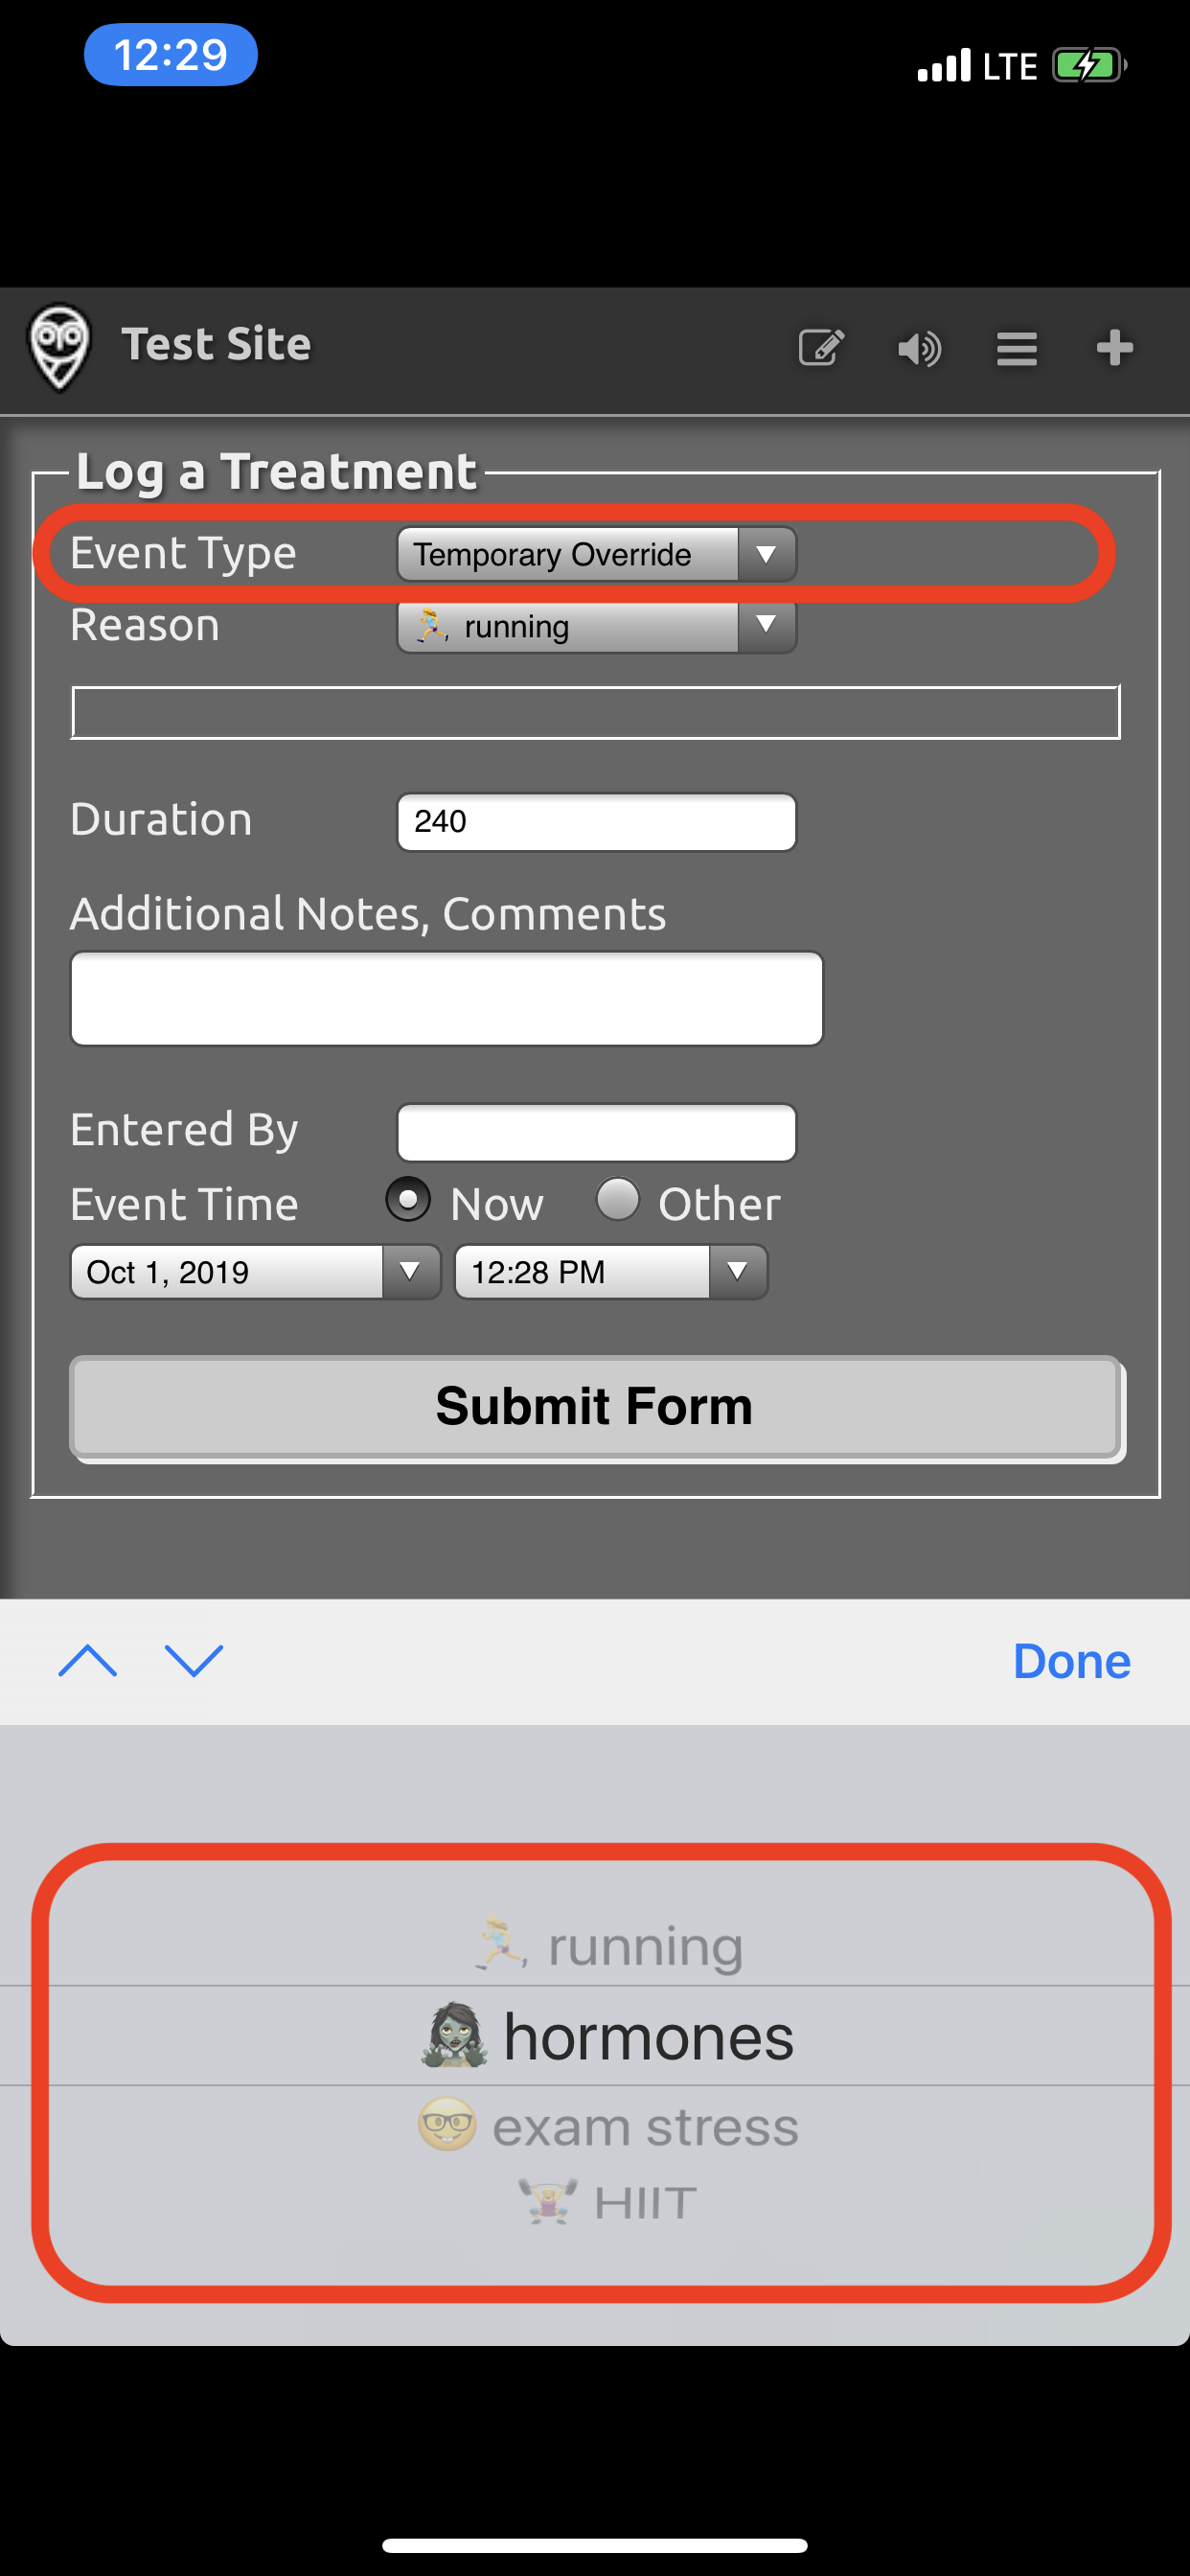 12:29 LTE
Test Site
Log a Treatment
Event Type Temporary Override
Reason 🏃‍♀️ running
Duration 240
Additional Notes, Comments
Entered By
Event Time Now Other
Oct 1, 2019 12:28 PM
Submit Form
Done
🏃‍♀️ running
🧟‍♀️ hormones
🤓 exam stress
🏋️‍♀️ HIIT